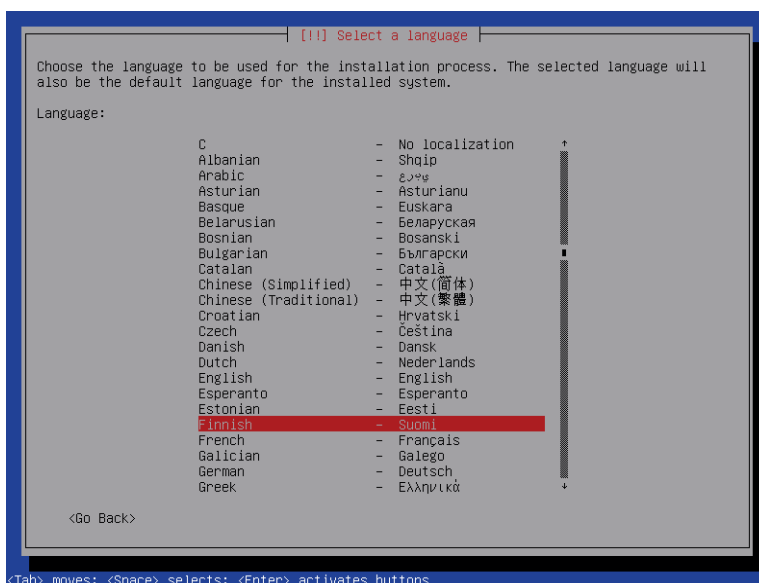 [!!] Select a language
Choose the language to be used for the installation process. The selected language will
also be the default language for the installed system.
Language:
C - No localization
Albanian - Shqip
Arabic - عربي
Asturian - Asturianu
Basque - Euskara
Belarusian - Беларуская
Bosnian - Bosanski
Bulgarian - Български
Catalan - Català
Chinese (Simplified) - 中文(简体)
Chinese (Traditional) - 中文(繁體)
Croatian - Hrvatski
Czech - Čeština
Danish - Dansk
Dutch - Nederlands
English - English
Esperanto - Esperanto
Estonian - Eesti
Finnish - Suomi
French - Français
Galician - Galego
German - Deutsch
Greek - Ελληνικά
<Go Back>
<Tab> moves; <Space> selects; <Enter> activates buttons